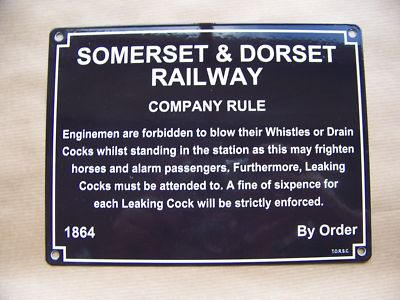 SOMERSET & DORSET
RAILWAY
COMPANY RULE
Enginemen are forbidden to blow their Whistles or Drain
Cocks whilst standing in the station as this may frighten
horses and alarm passengers. Furthermore, Leaking
Cocks must be attended to. A fine of sixpence for
each Leaking Cock will be strictly enforced.
1864 By Order
T.O.R.S.C.